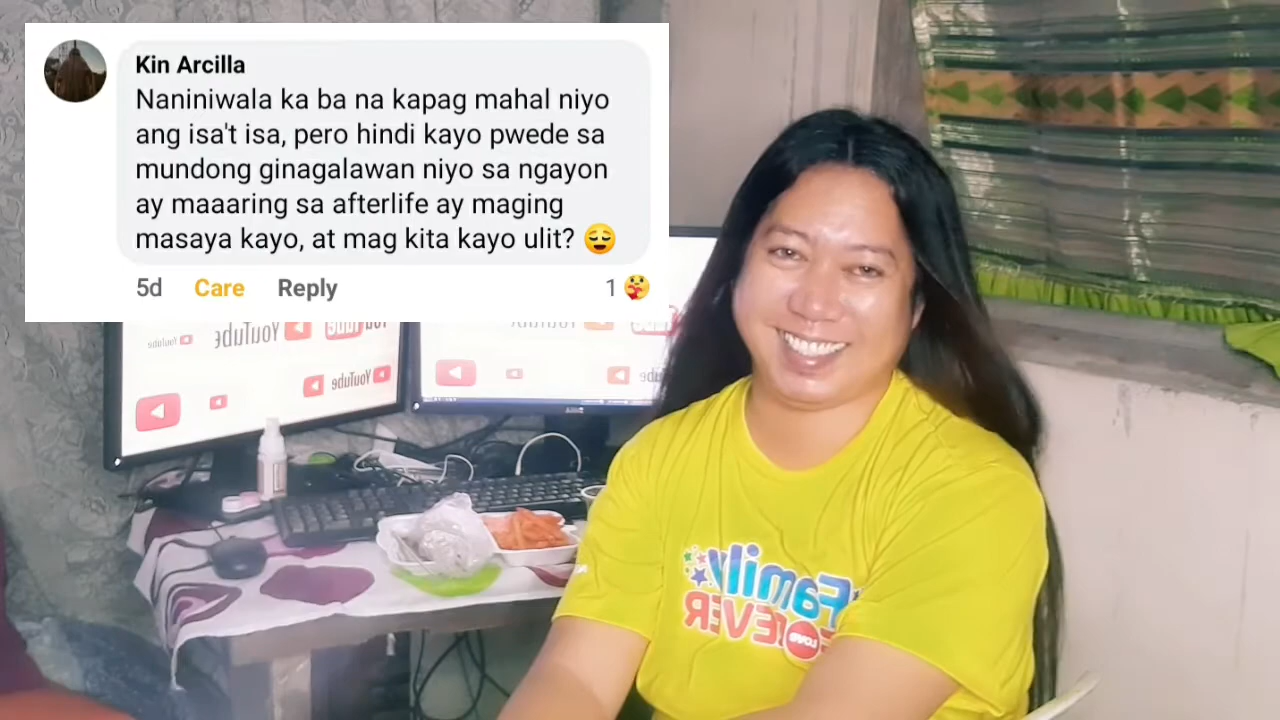 Kin Arcilla
Naniniwala ka ba na kapag mahal niyo
ang isa't isa, pero hindi kayo pwede sa
mundong ginagalawan niyo sa ngayon
ay maaaring sa afterlife ay maging
masaya kayo, at mag kita kayo ulit? 😌
5d Care Reply 1
YouTube
YouTube
YouTube
Family
FOREVER
LOVE